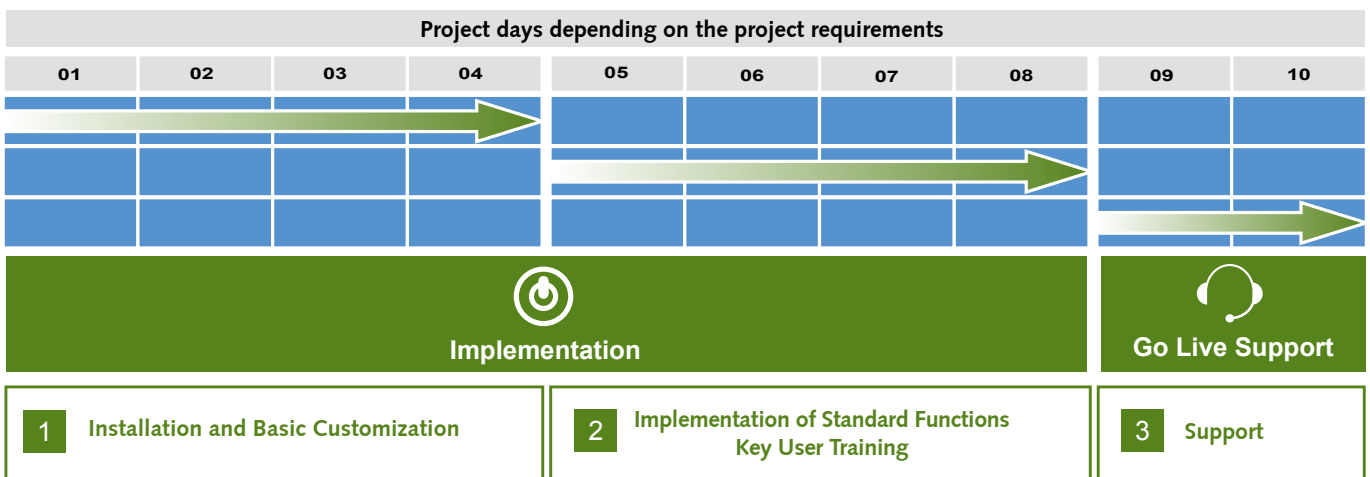 Project days depending on the project requirements
01 02 03 04 05 06 07 08 09 10
Implementation
Go Live Support
1 Installation and Basic Customization
2 Implementation of Standard Functions
Key User Training
3 Support